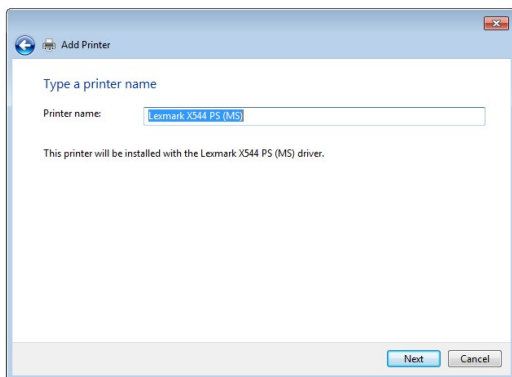 Add Printer
Type a printer name
Printer name: Lexmark X544 PS (MS)
This printer will be installed with the Lexmark X544 PS (MS) driver.
Next Cancel